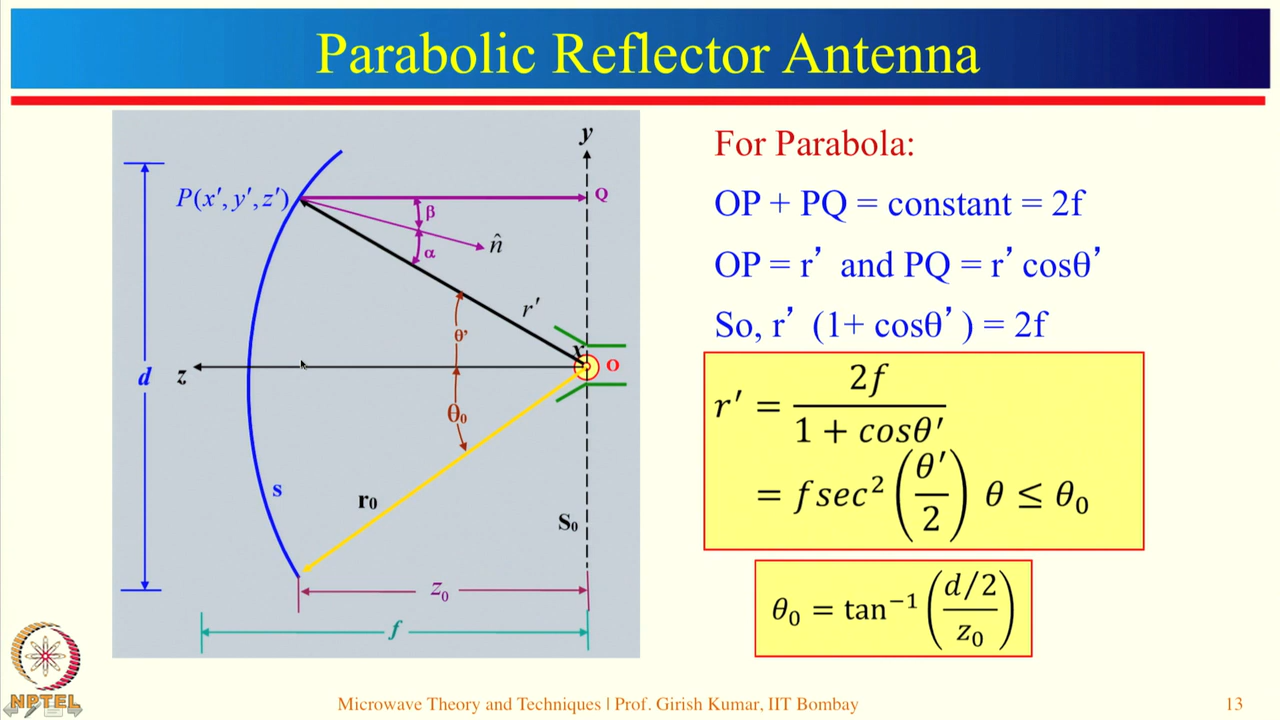 Parabolic Reflector Antenna
y
P(x′, y′, z′)
Q
β
n̂
α
r′
θ'
x
O
d
z
θ₀
s
r₀
S₀
z₀
f
For Parabola:
OP + PQ = constant = 2f
OP = r’ and PQ = r’ cosθ’
So, r’ (1+ cosθ’ ) = 2f
r′ = 2f / (1 + cosθ′)
= fsec² (θ′/2) θ ≤ θ₀
θ₀ = tan⁻¹ ((d/2)/z₀)
NPTEL
Microwave Theory and Techniques | Prof. Girish Kumar, IIT Bombay
13